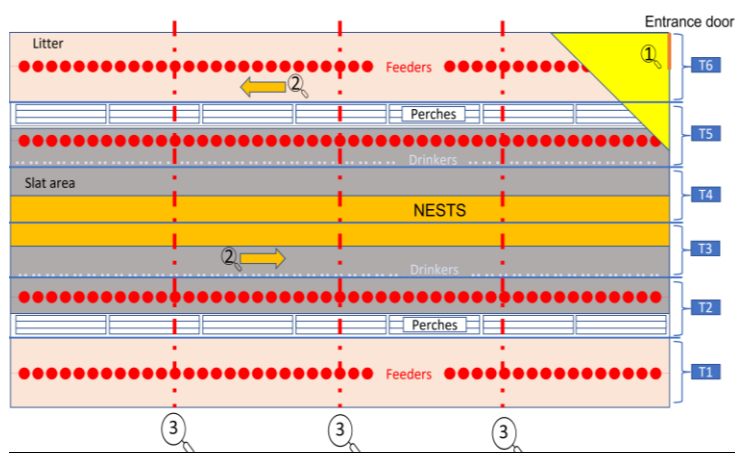 Entrance door
Litter
1
T6
Feeders
2
Perches
T5
Drinkers
Slat area
T4
NESTS
2
T3
Drinkers
T2
Perches
Feeders
T1
3 3 3